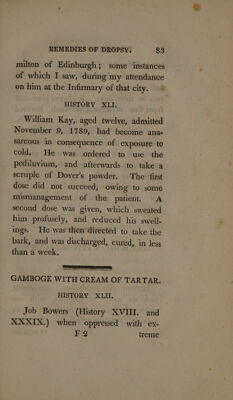 REMEDIES OF DROPSY. 83
milton of Edinburgh; some instances
of which I saw, during my attendance
on him at the Infirmary of that city.
HISTORY XLI.
William Kay, aged twelve, admitted
November 9, 1789, had become ana-
sarcous in consequence of exposure to
cold. He was ordered to use the
pediluvium, and afterwards to take a
scruple of Dover's powder. The first
dose did not succeed, owing to some
mismanagement of the patient. A
second dose was given, which sweated
him profusely, and reduced his swell-
ings. He was then directed to take the
bark, and was discharged, cured, in less
than a week.
GAMBOGE WITH CREAM OF TARTAR.
HISTORY XLII.
Job Bowers (History XVIII. and
XXXIX.) when oppressed with ex-
F 2 treme